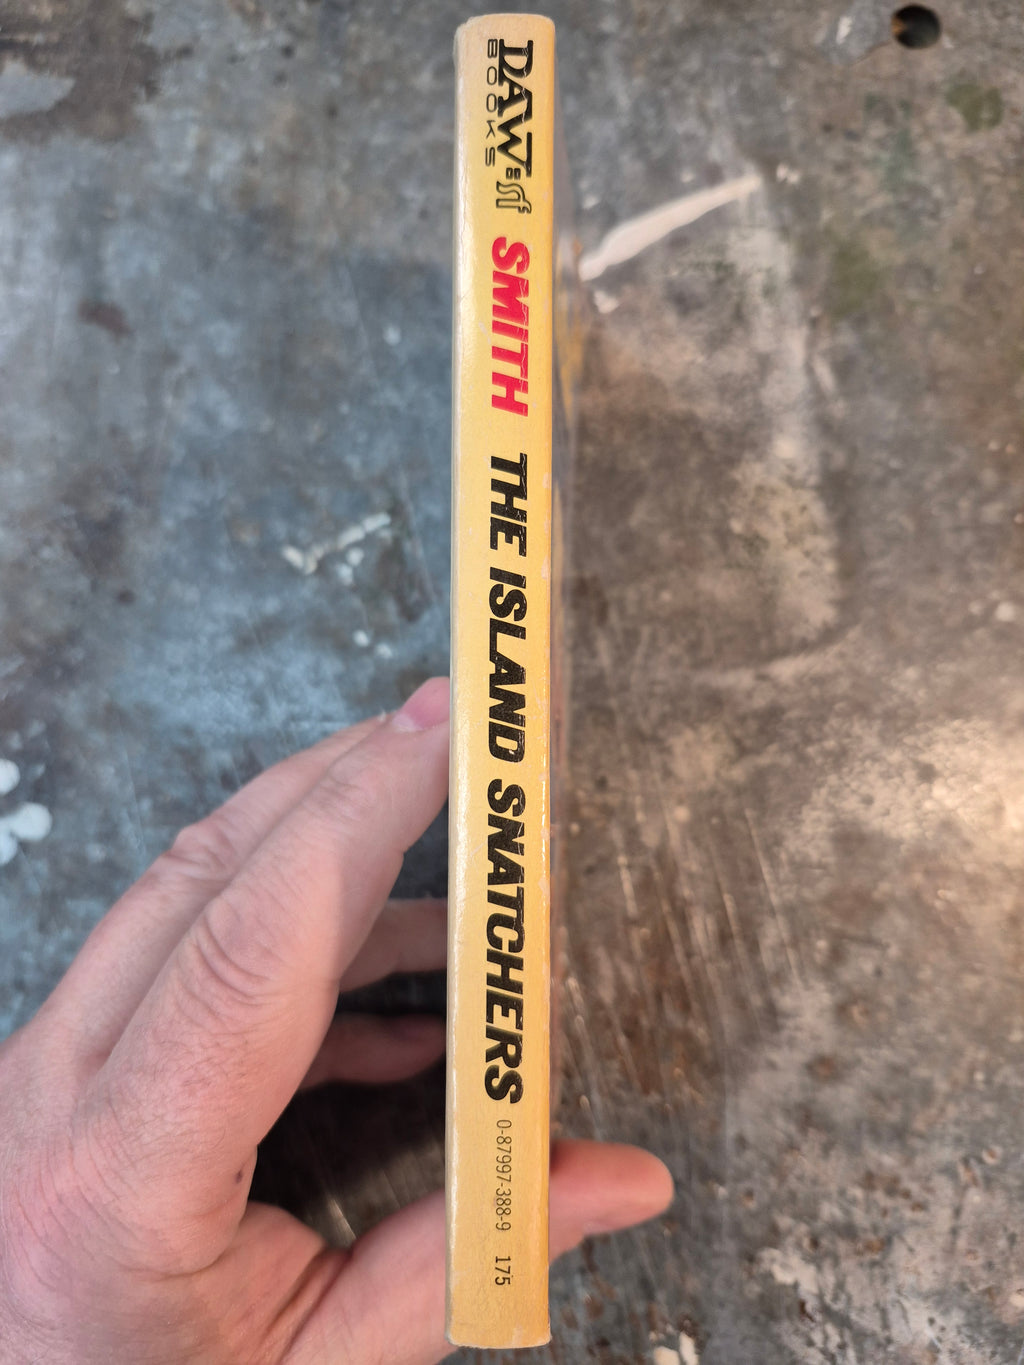 DAW:sf
BOOKS
SMITH
THE ISLAND SNATCHERS
0-87997-388-9 175